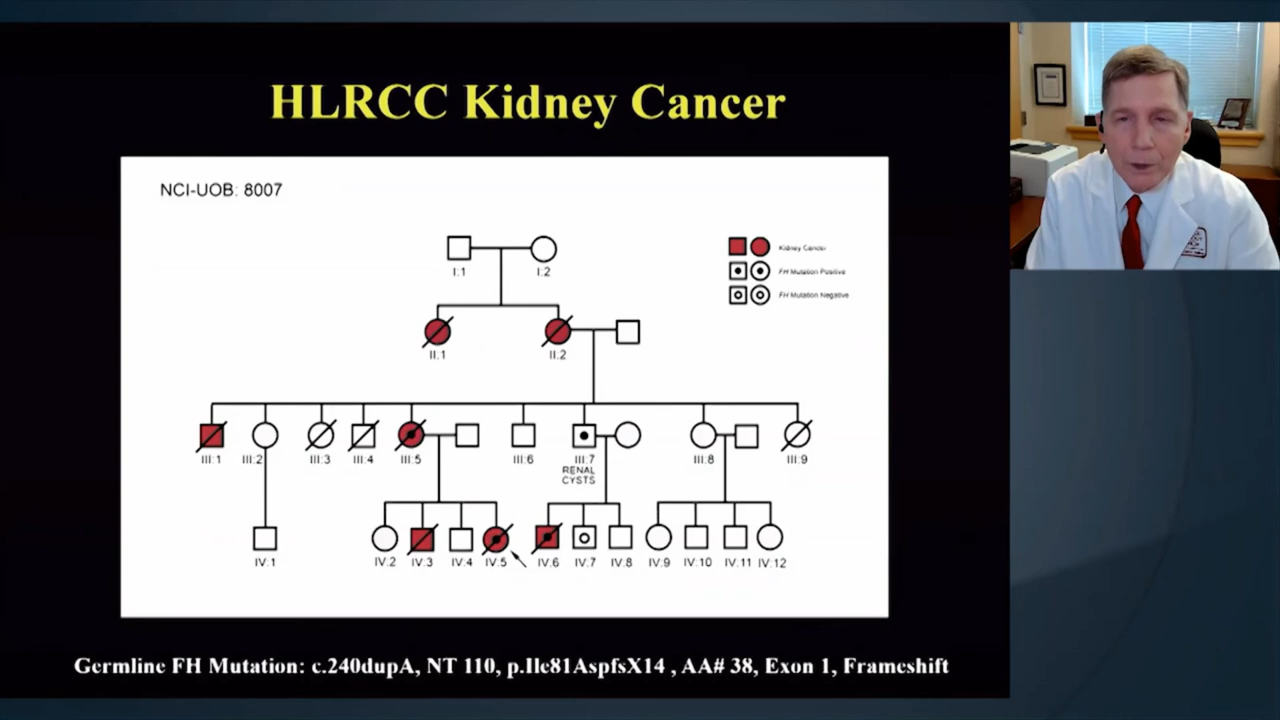 HLRCC Kidney Cancer
NCI-UOB: 8007
Kidney Cancer
FH Mutation Positive
FH Mutation Negative
I:1 I:2
II:1 II:2
III:1 III:2 III:3 III:4 III:5 III:6 III:7 III:8 III:9
RENAL
CYSTS
IV:1 IV:2 IV:3 IV:4 IV:5 IV:6 IV:7 IV:8 IV:9 IV:10 IV:11 IV:12
Germline FH Mutation: c.240dupA, NT 110, p.Ile81AspfsX14 , AA# 38, Exon 1, Frameshift